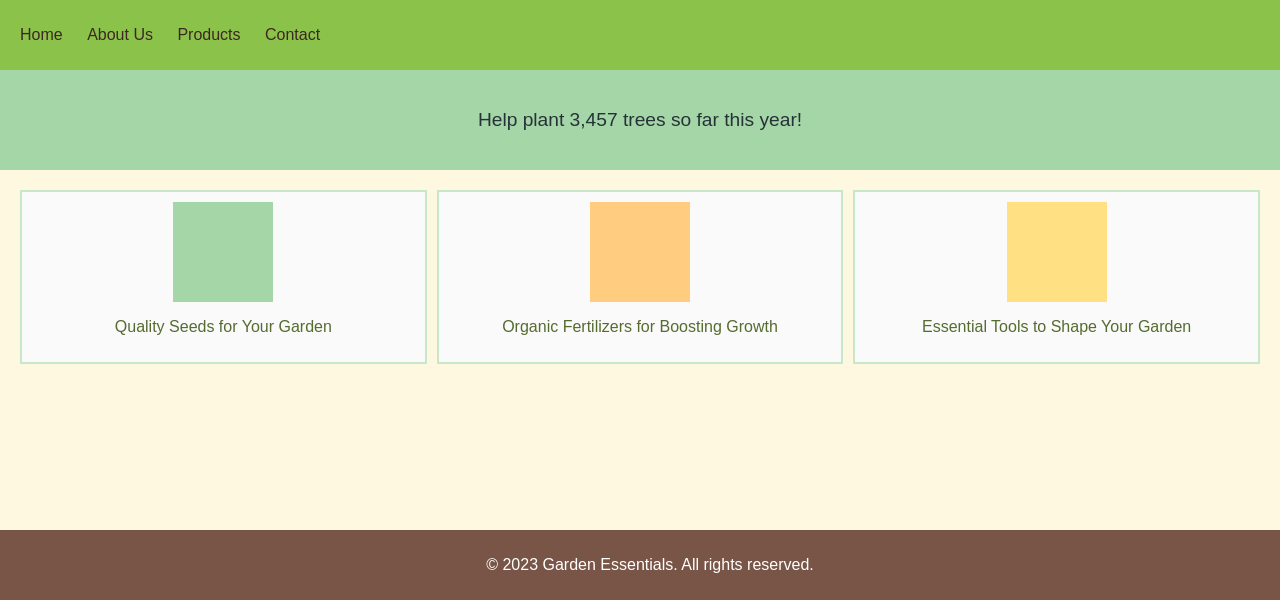 Home About Us Products Contact
Help plant 3,457 trees so far this year!
Quality Seeds for Your Garden
Organic Fertilizers for Boosting Growth
Essential Tools to Shape Your Garden
© 2023 Garden Essentials. All rights reserved.